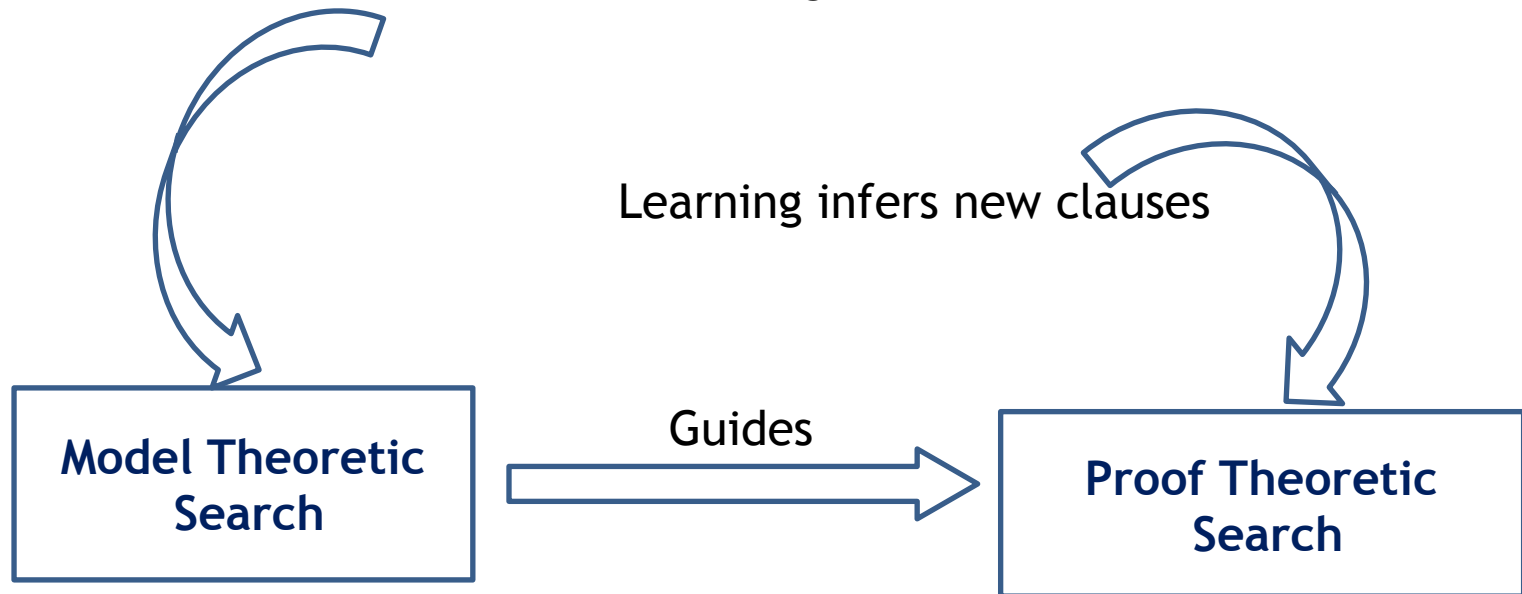 Learning infers new clauses
Guides
Model Theoretic
Search
Proof Theoretic
Search